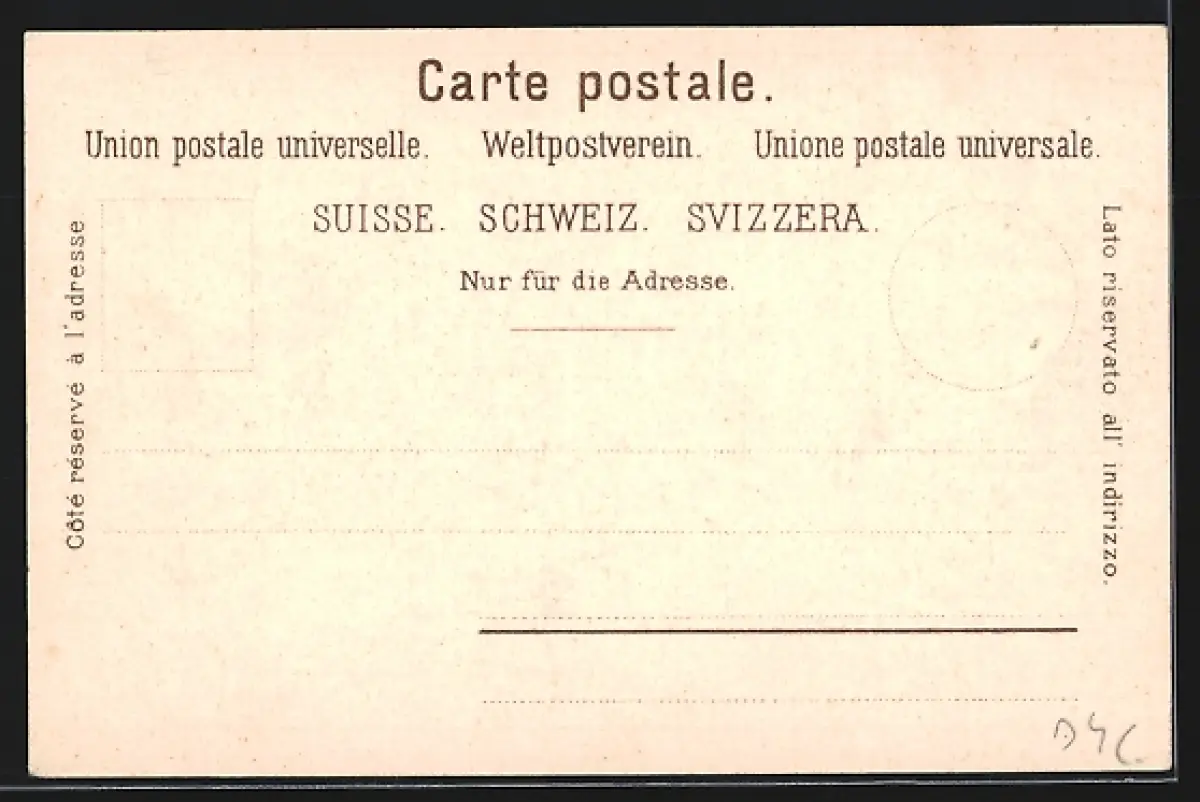 Carte postale.
Union postale universelle. Weltpostverein. Unione postale universale.
SUISSE. SCHWEIZ. SVIZZERA.
Nur für die Adresse.
Côté réservé à l'adresse
Lato riservato all' indirizzo.